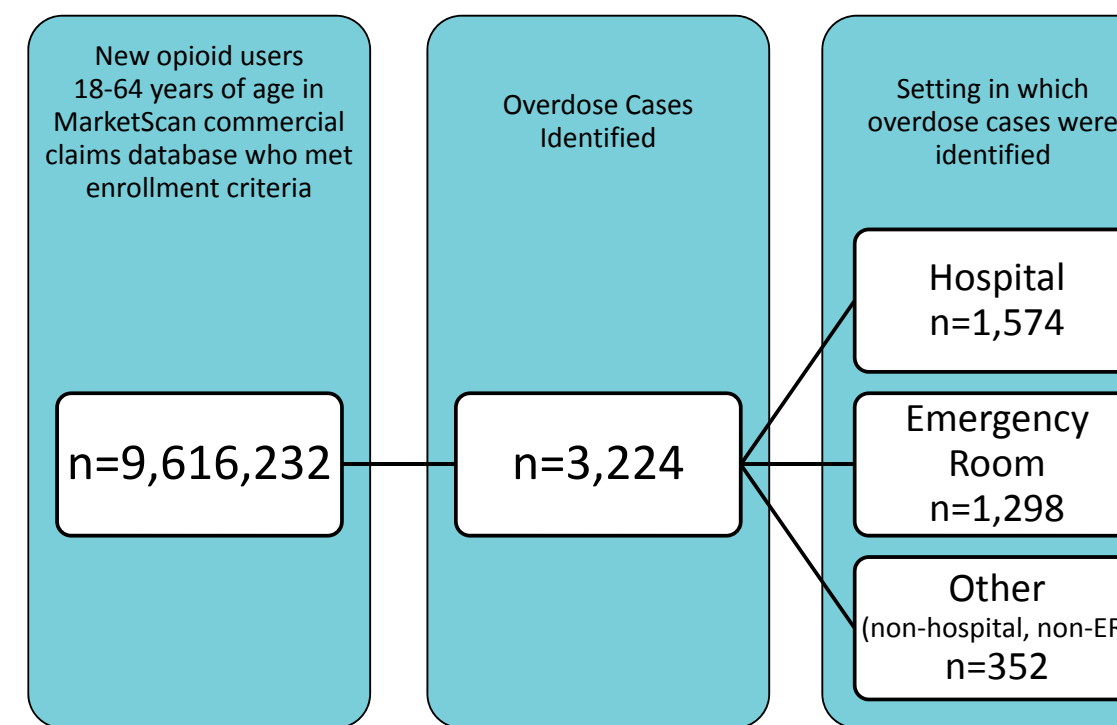 New opioid users
18-64 years of age in
MarketScan commercial
claims database who met
enrollment criteria
n=9,616,232
Overdose Cases
Identified
n=3,224
Setting in which
overdose cases were
identified
Hospital
n=1,574
Emergency
Room
n=1,298
Other
(non-hospital, non-ER
n=352